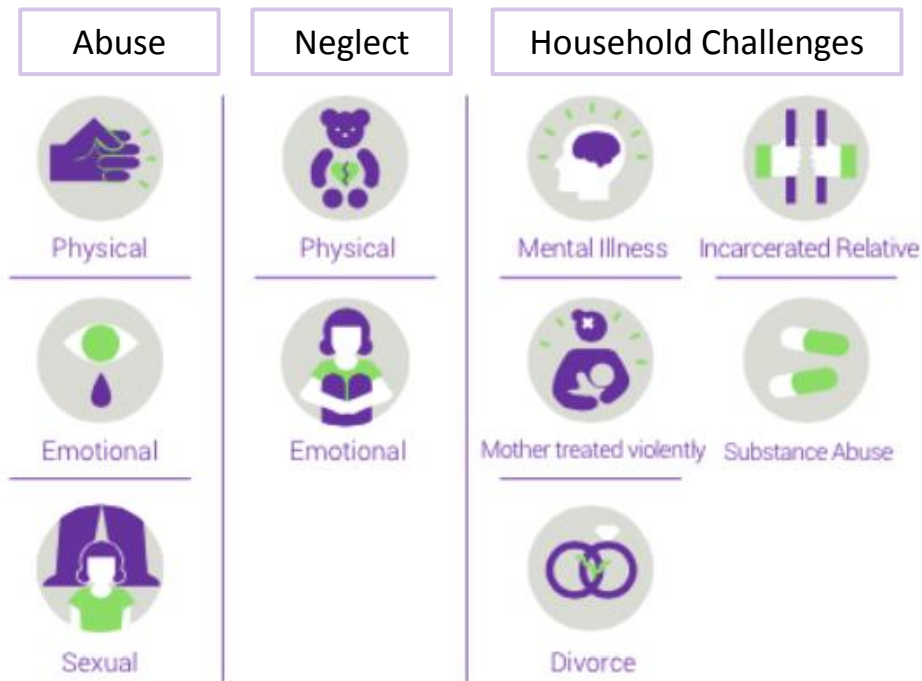 Abuse
Neglect
Household Challenges
Physical
Physical
Mental Illness
Incarcerated Relative
Emotional
Emotional
Mother treated violently
Substance Abuse
Sexual
Divorce